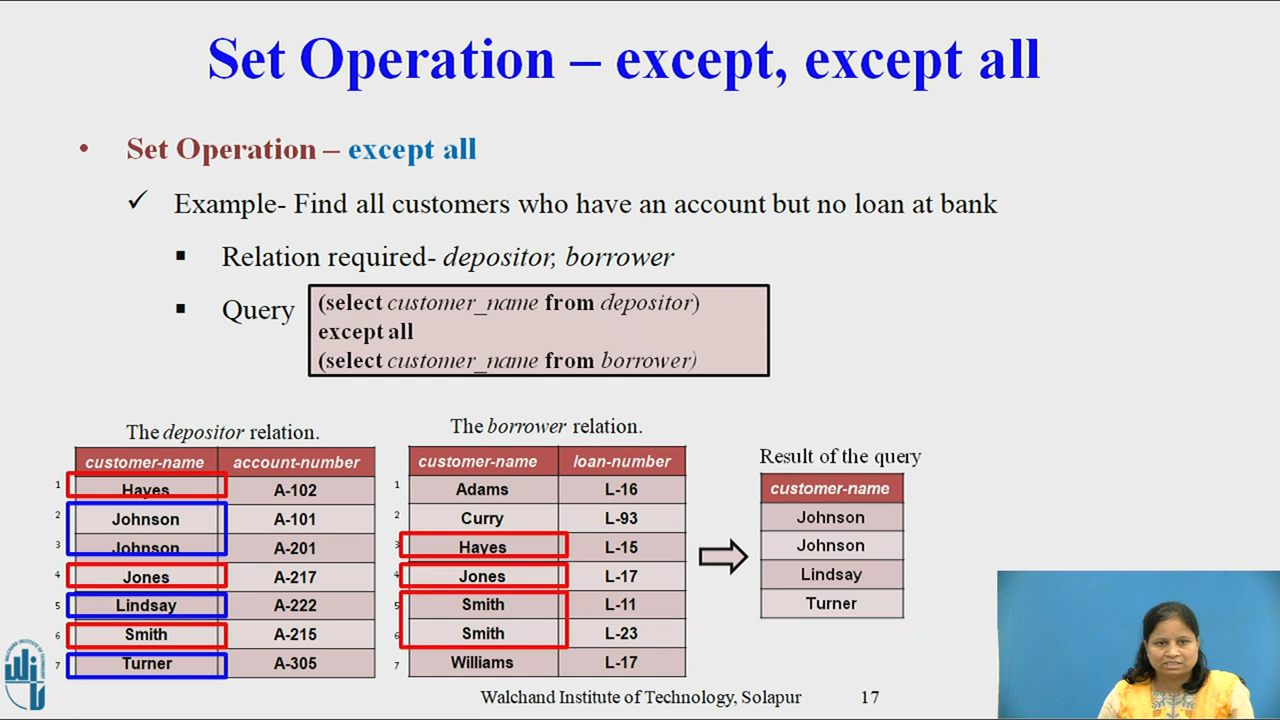 Set Operation – except, except all
• Set Operation – except all
✓ Example- Find all customers who have an account but no loan at bank
▪ Relation required- depositor, borrower
▪ Query
(select customer_name from depositor)
except all
(select customer_name from borrower)
The depositor relation.
customer-name account-number
1 Hayes A-102
2 Johnson A-101
3 Johnson A-201
4 Jones A-217
5 Lindsay A-222
6 Smith A-215
7 Turner A-305
The borrower relation.
customer-name loan-number
1 Adams L-16
2 Curry L-93
3 Hayes L-15
4 Jones L-17
5 Smith L-11
6 Smith L-23
7 Williams L-17
Result of the query
customer-name
Johnson
Johnson
Lindsay
Turner
Walchand Institute of Technology, Solapur 17